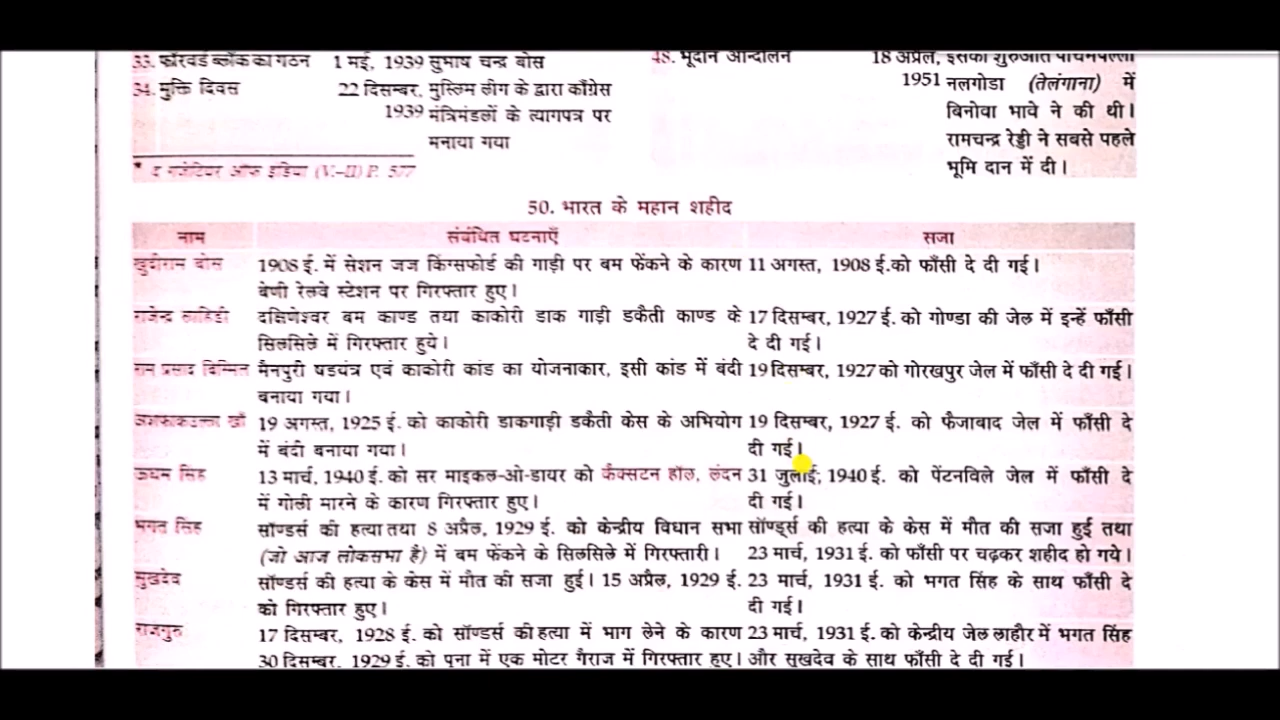 33. फॉरवर्ड ब्लॉक का गठन 1 मई, 1939 सुभाष चन्द्र बोस
34. मुक्ति दिवस 22 दिसम्बर, मुस्लिम लीग के द्वारा काँग्रेस
1939 मंत्रिमंडलों के त्यागपत्र पर
मनाया गया
* द गजेटियर ऑफ इंडिया (V.-II) P. 577
48. भूदान आन्दोलन 18 अप्रैल, इसकी शुरुआत पोचमपल्ली
1951 नलगोडा (तेलंगाना) में
बिनोवा भावे ने की थी।
रामचन्द्र रेड्डी ने सबसे पहले
भूमि दान में दी।
50. भारत के महान शहीद
नाम संबंधित घटनाएँ सजा
खुदीराम बोस 1908 ई. में सेशन जज किंग्सफोर्ड की गाड़ी पर बम फेंकने के कारण 11 अगस्त, 1908 ई.को फाँसी दे दी गई।
बेणी रेलवे स्टेशन पर गिरफ्तार हुए।
राजेन्द्र लाहिडी दक्षिणेश्वर बम काण्ड तथा काकोरी डाक गाड़ी डकैती काण्ड के 17 दिसम्बर, 1927 ई. को गोण्डा की जेल में इन्हें फाँसी
सिलसिले में गिरफ्तार हुये। दे दी गई।
राम प्रसाद बिस्मिल मैनपुरी षडयंत्र एवं काकोरी कांड का योजनाकार, इसी कांड में बंदी 19 दिसम्बर, 1927 को गोरखपुर जेल में फाँसी दे दी गई।
बनाया गया।
अशफाकउल्ला खाँ 19 अगस्त, 1925 ई. को काकोरी डाकगाड़ी डकैती केस के अभियोग 19 दिसम्बर, 1927 ई. को फैजाबाद जेल में फाँसी दे
में बंदी बनाया गया। दी गई।
ऊधम सिंह 13 मार्च, 1940 ई. को सर माइकल-ओ-डायर को कैक्सटन हॉल, लंदन 31 जुलाई; 1940 ई. को पेंटनविले जेल में फाँसी दे
में गोली मारने के कारण गिरफ्तार हुए। दी गई।
भगत सिंह सॉण्डर्स की हत्या तथा 8 अप्रैल, 1929 ई. को केन्द्रीय विधान सभा सॉण्डर्स की हत्या के केस में मौत की सजा हुई तथा
(जो आज लोकसभा है) में बम फेंकने के सिलसिले में गिरफ्तारी। 23 मार्च, 1931 ई. को फाँसी पर चढ़कर शहीद हो गये।
सुखदेव सॉण्डर्स की हत्या के केस में मौत की सजा हुई। 15 अप्रैल, 1929 ई. 23 मार्च, 1931 ई. को भगत सिंह के साथ फाँसी दे
को गिरफ्तार हुए। दी गई।
राजगुरु 17 दिसम्बर, 1928 ई. को सॉण्डर्स की हत्या में भाग लेने के कारण 23 मार्च, 1931 ई. को केन्द्रीय जेल लाहौर में भगत सिंह
30 दिसम्बर, 1929 ई. को पूना में एक मोटर गैराज में गिरफ्तार हुए। और सुखदेव के साथ फाँसी दे दी गई।